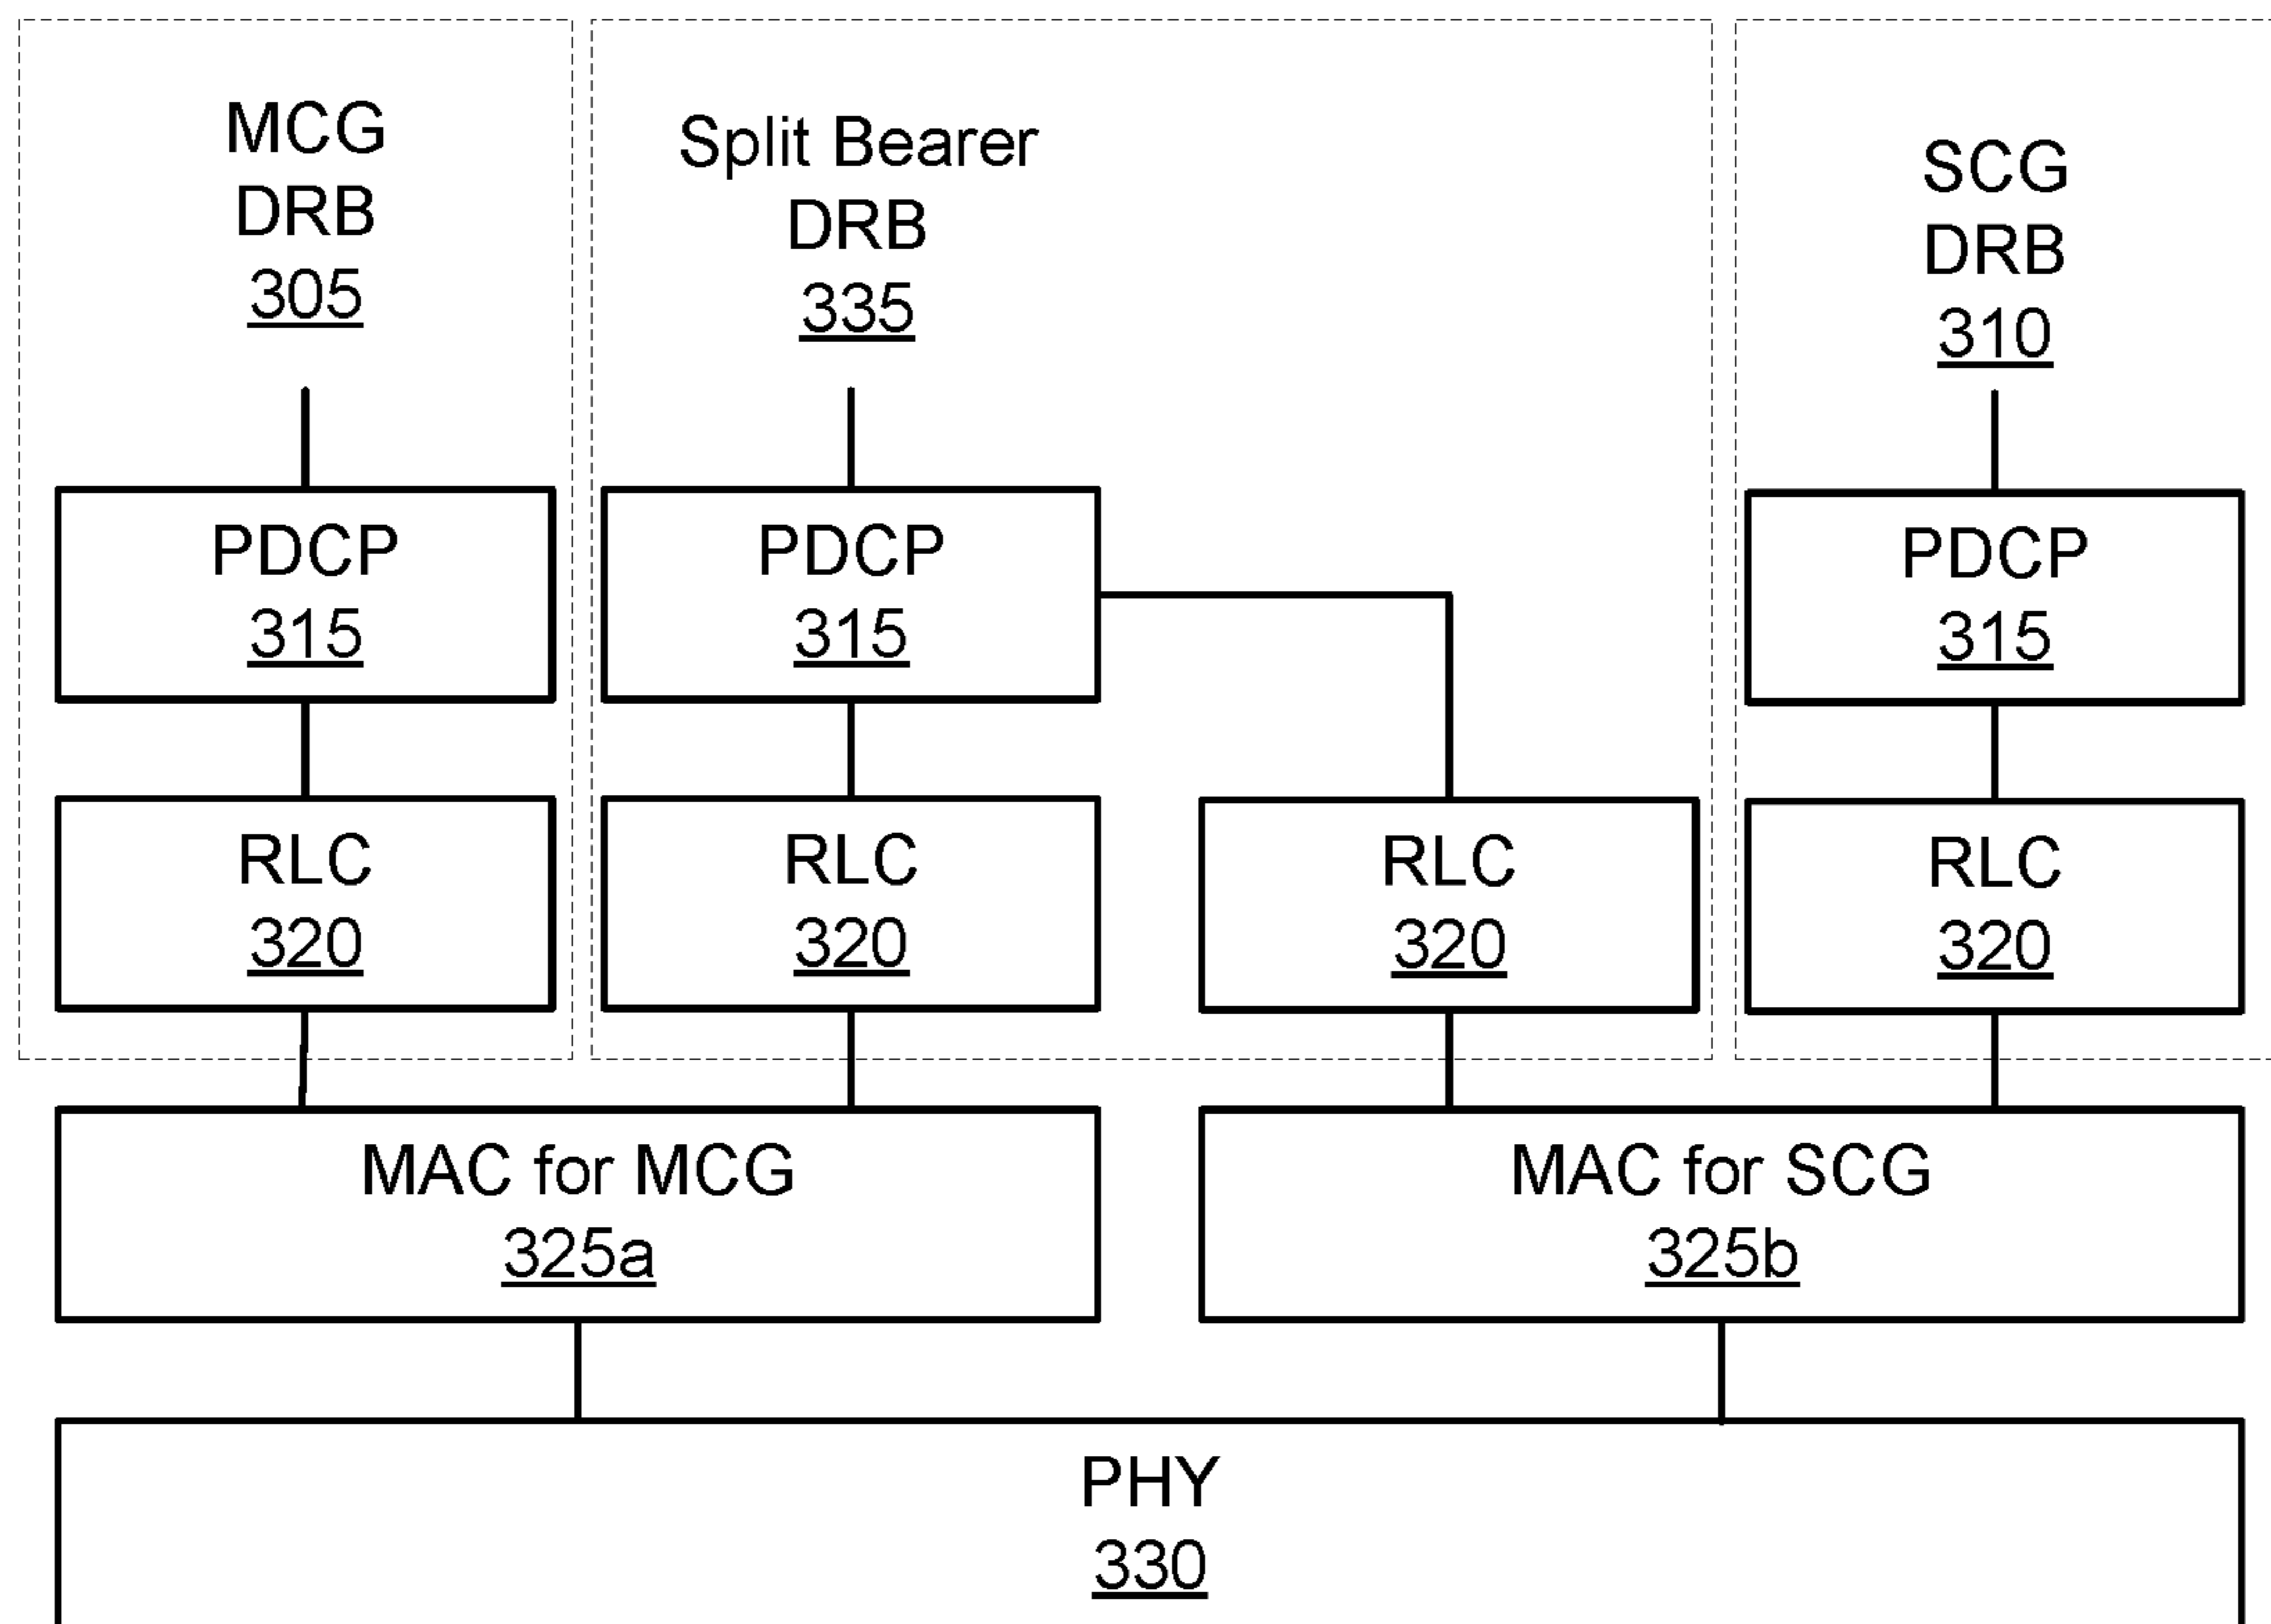 MCG
DRB
305
Split Bearer
DRB
335
SCG
DRB
310
PDCP
315
PDCP
315
PDCP
315
RLC
320
RLC
320
RLC
320
RLC
320
MAC for MCG
325a
MAC for SCG
325b
PHY
330